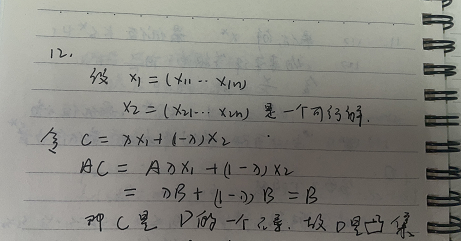 12.
设 x₁ = (x₁₁ ⋯ x₁ₙ)
x₂ = (x₂₁ ⋯ x₂ₙ) 是一个可行解.
令 C = λx₁ + (1-λ)x₂
AC = Aλx₁ + (1-λ)x₂
= λB + (1-λ)B = B
即 C是 D的一个元素. 故D是凸集